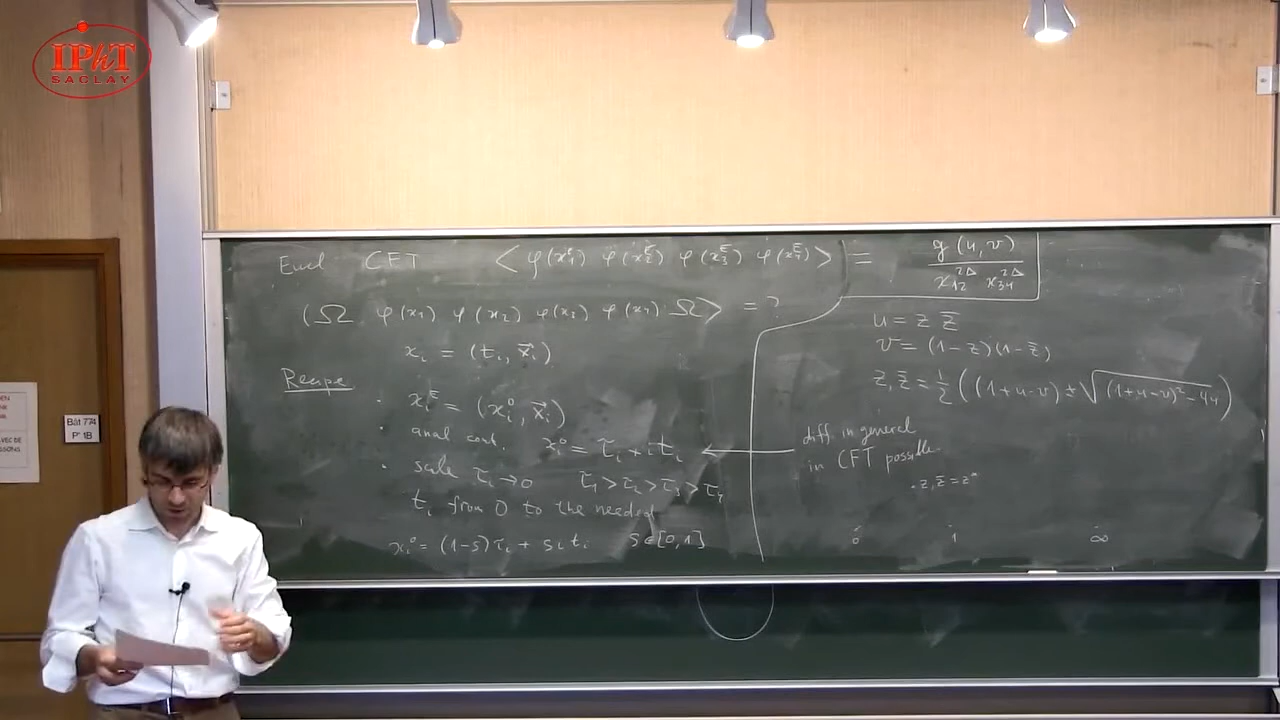 IPhT
SACLAY
Bât 774
P 1B
Eucl CFT < φ(x₁ᴱ) φ(x₂ᴱ) φ(x₃ᴱ) φ(x₄ᴱ) > = g(u,v) / x₁₂^2Δ x₃₄^2Δ
(Ω φ(x₁) φ(x₂) φ(x₃) φ(x₄) Ω> = ?
xᵢ = (tᵢ, x⃗ᵢ)
Recipe
· xᵢᴱ = (xᵢ⁰, x⃗ᵢ)
· anal cont. xᵢ⁰ = τᵢ + i tᵢ
· τᵢ → 0 τ₁ > τ₂ > τ₃ > τ₄
tᵢ from 0 to the needed
xᵢ⁰ = (1-s)τᵢ + s i tᵢ s ∈ [0,1]
u = z z̄
v = (1-z)(1-z̄)
z, z̄ = ½ ((1+u-v) ± √(1+u-v)² - 4u)
diff. in general
in CFT possible
· z, z̄ = z*
0 1 ∞